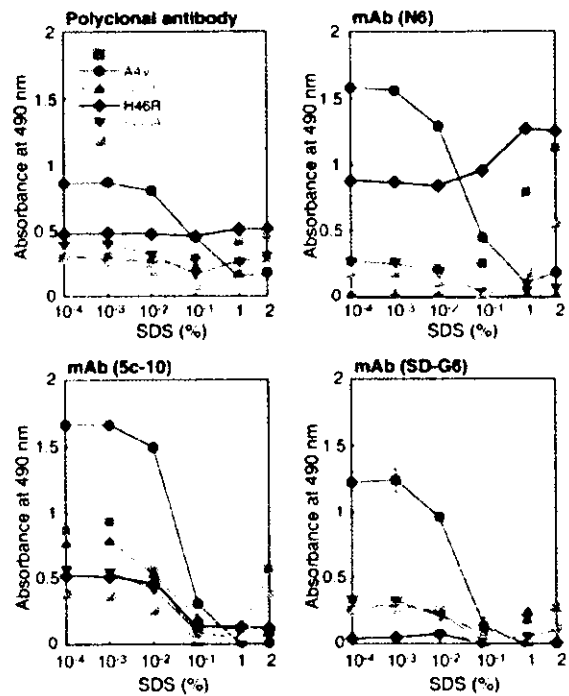 Polyclonal antibody
2
1.5
1
0.5
0
Absorbance at 490 nm
A4v
H46R
10-4 10-3 10-2 10-1 1 2
SDS (%)
mAb (N6)
2
1.5
1
0.5
0
Absorbance at 490 nm
10-4 10-3 10-2 10-1 1 2
SDS (%)
mAb (5c-10)
2
1.5
1
0.5
0
Absorbance at 490 nm
10-4 10-3 10-2 10-1 1 2
SDS (%)
mAb (SD-G6)
2
1.5
1
0.5
0
Absorbance at 490 nm
10-4 10-3 10-2 10-1 1 2
SDS (%)